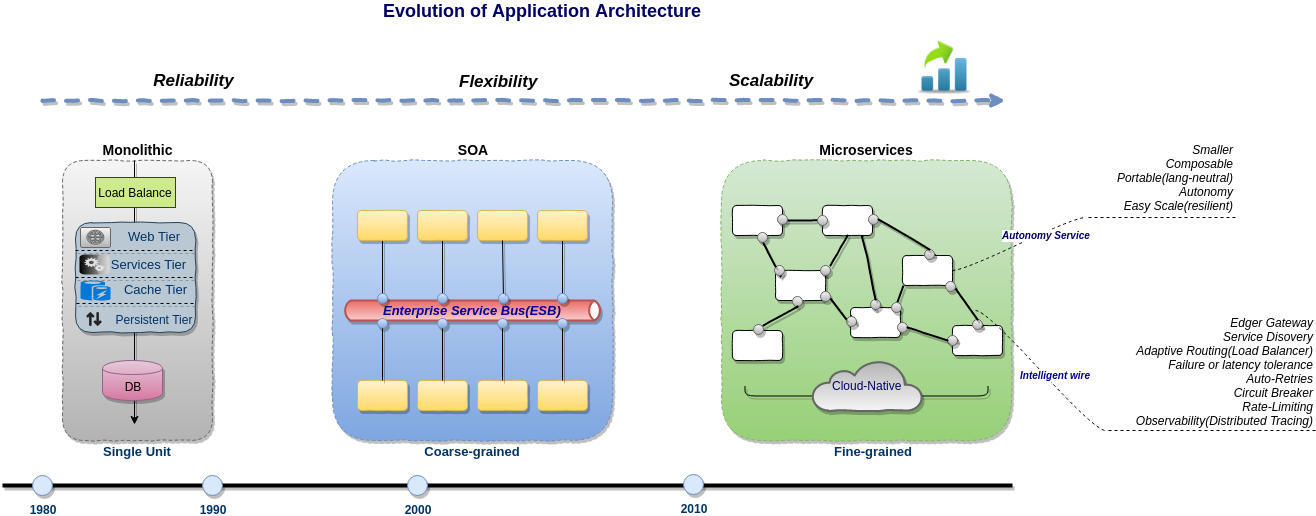 Evolution of Application Architecture
Reliability
Flexibility
Scalability
Monolithic
SOA
Microservices
Load Balance
Web Tier
Services Tier
Cache Tier
Persistent Tier
DB
Single Unit
Enterprise Service Bus(ESB)
Coarse-grained
Cloud-Native
Fine-grained
Smaller
Composable
Portable(lang-neutral)
Autonomy
Easy Scale(resilient)
Autonomy Service
Edger Gateway
Service Disovery
Adaptive Routing(Load Balancer)
Failure or latency tolerance
Auto-Retries
Circuit Breaker
Rate-Limiting
Observability(Distributed Tracing)
Intelligent wire
1980
1990
2000
2010